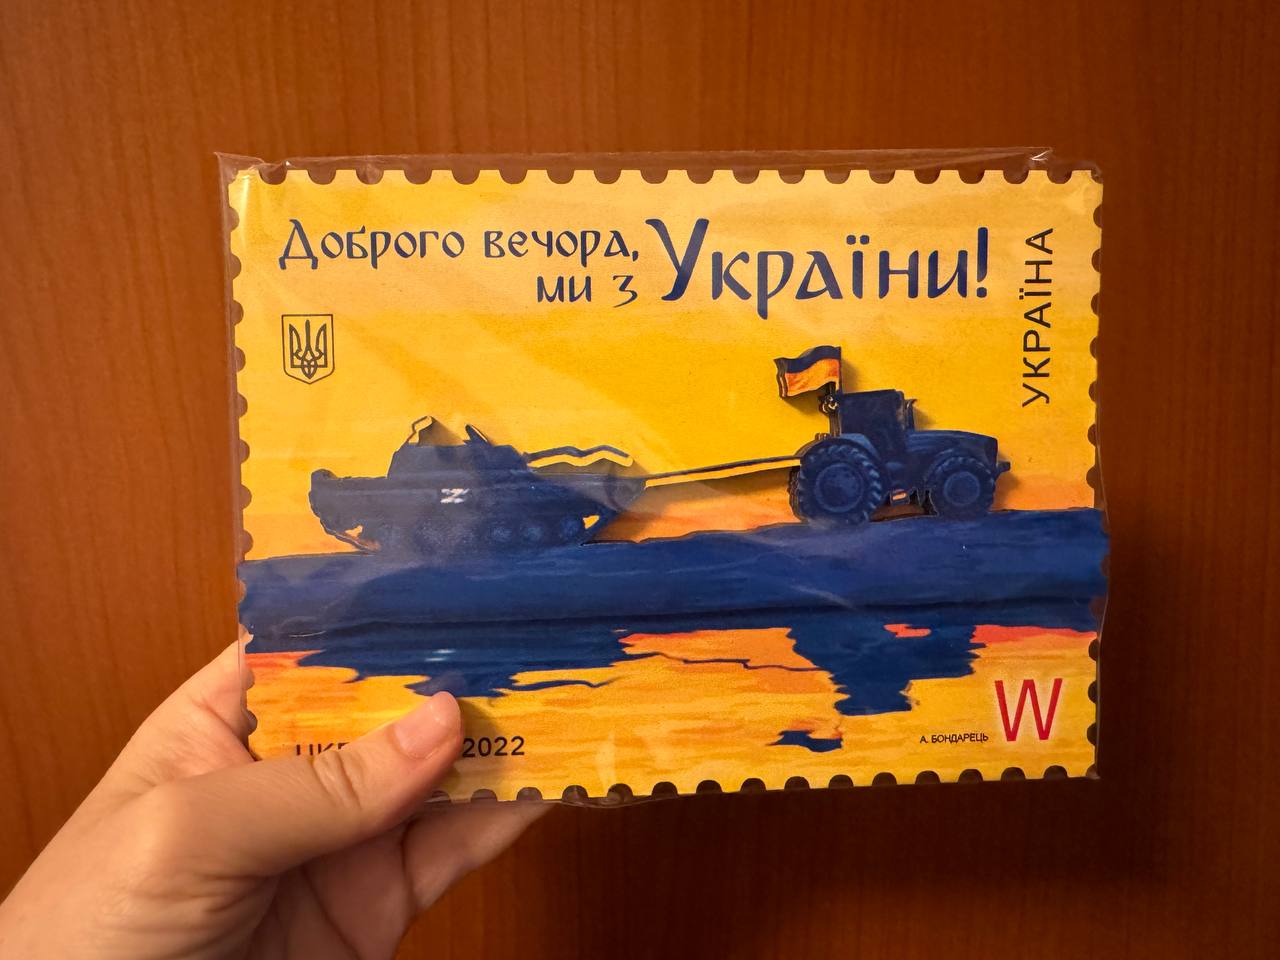 Доброго вечора,
ми з України!
УКРАЇНА
Z
W
А. БОНДАРЕЦЬ
2022